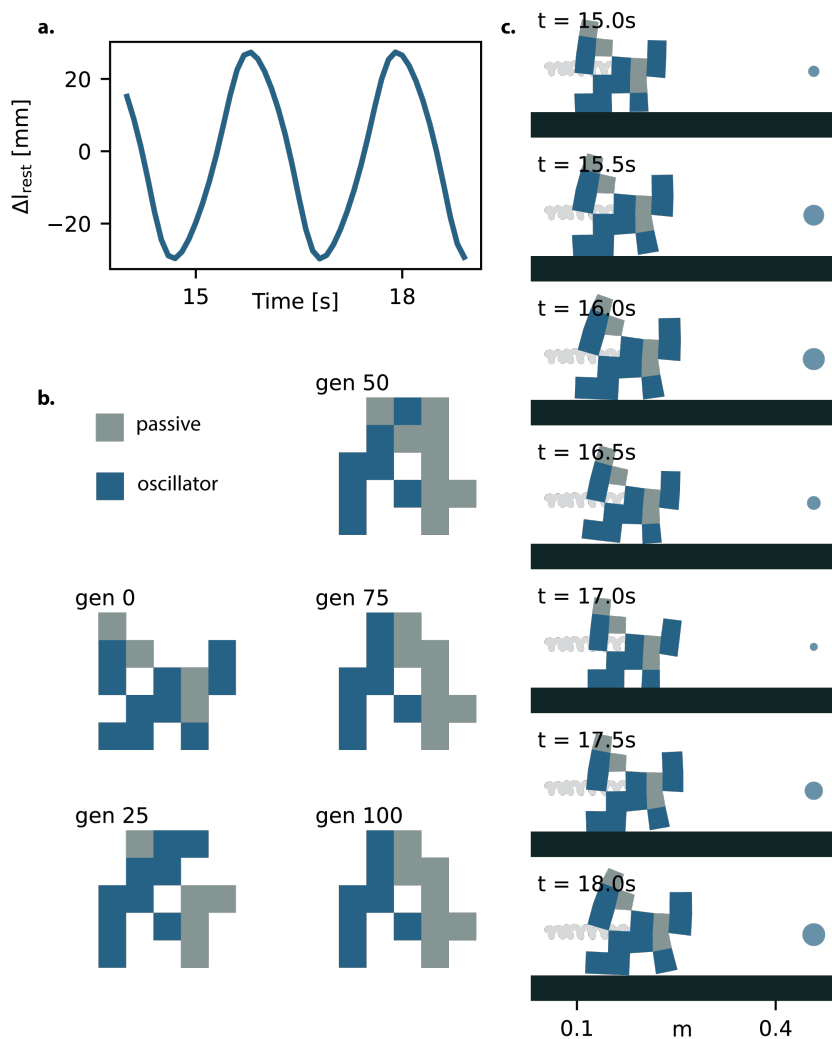 a.
20
0
−20
Δl_rest [mm]
15
18
Time [s]
b.
passive
oscillator
gen 50
gen 0
gen 75
gen 25
gen 100
c.
t = 15.0s
t = 15.5s
t = 16.0s
t = 16.5s
t = 17.0s
t = 17.5s
t = 18.0s
0.1
m
0.4